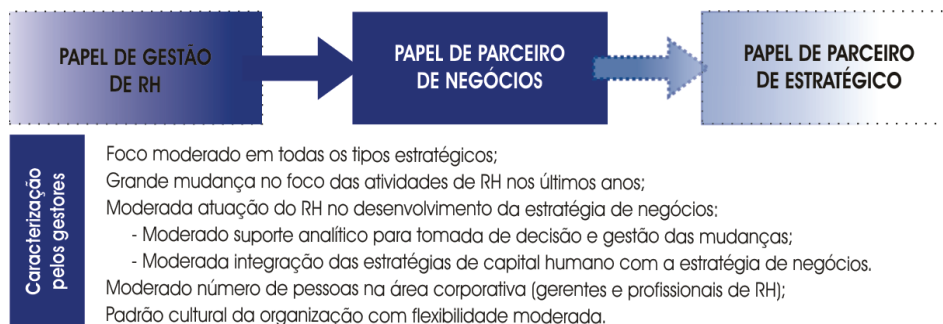 PAPEL DE GESTÃO
DE RH
PAPEL DE PARCEIRO
DE NEGÓCIOS
PAPEL DE PARCEIRO
DE ESTRATÉGICO
Caracterização
pelos gestores
Foco moderado em todas os tipos estratégicos;
Grande mudança no foco das atividades de RH nos últimos anos;
Moderada atuação do RH no desenvolvimento da estratégia de negócios:
- Moderado suporte analítico para tomada de decisão e gestão das mudanças;
- Moderada integração das estratégias de capital humano com a estratégia de negócios.
Moderado número de pessoas na área corporativa (gerentes e profissionais de RH);
Padrão cultural da organização com flexibilidade moderada.